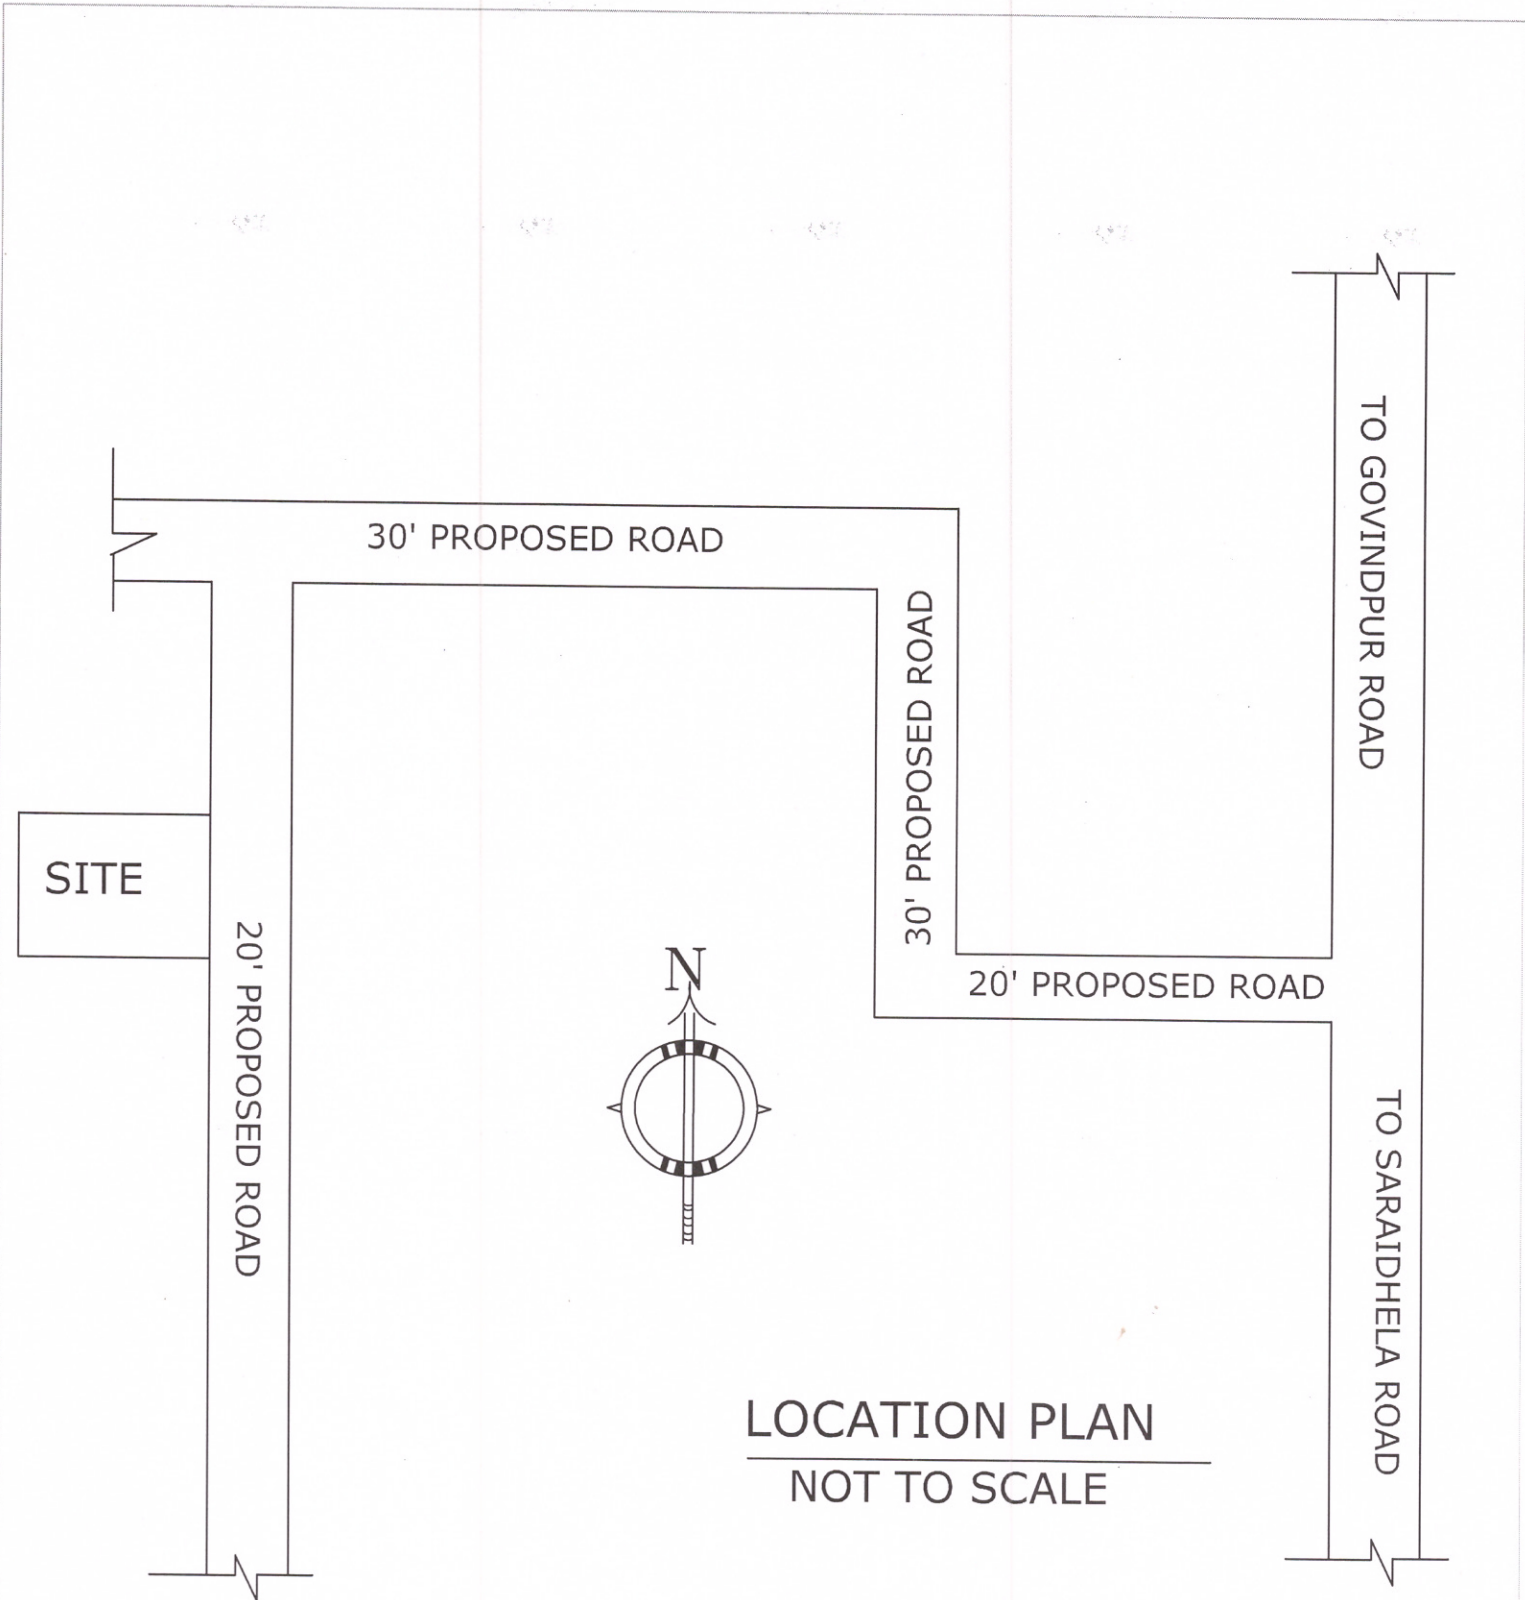 TO GOVINDPUR ROAD
30' PROPOSED ROAD
30' PROPOSED ROAD
SITE
20' PROPOSED ROAD
N
20' PROPOSED ROAD
TO SARAIDHELA ROAD
LOCATION PLAN
NOT TO SCALE